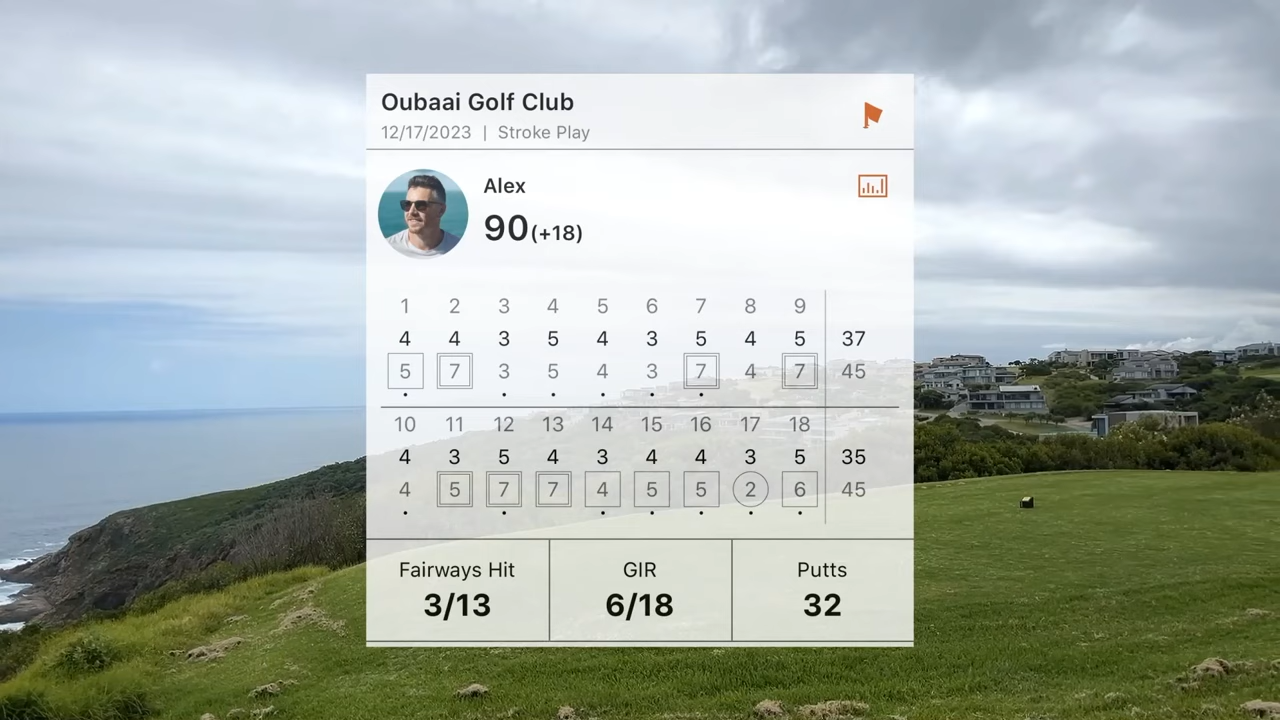 Oubaai Golf Club
12/17/2023 | Stroke Play
Alex
90(+18)
1 2 3 4 5 6 7 8 9
4 4 3 5 4 3 5 4 5 37
5 7 3 5 4 3 7 4 7 45
10 11 12 13 14 15 16 17 18
4 3 5 4 3 4 4 3 5 35
4 5 7 7 4 5 5 2 6 45
Fairways Hit GIR Putts
3/13 6/18 32